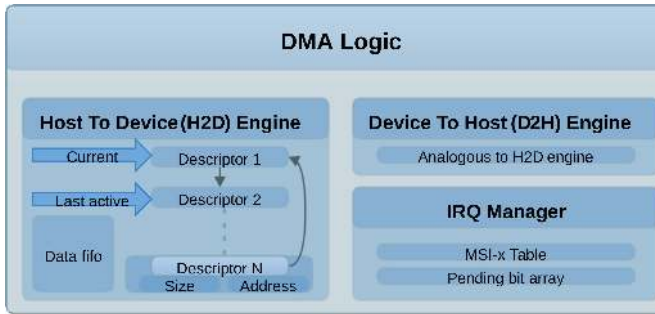 DMA Logic
Host To Device(H2D) Engine
Current
Descriptor 1
Last active
Descriptor 2
Data fifo
Descriptor N
Size
Address
Device To Host (D2H) Engine
Analogous to H2D engine
IRQ Manager
MSI-x Table
Pending bit array